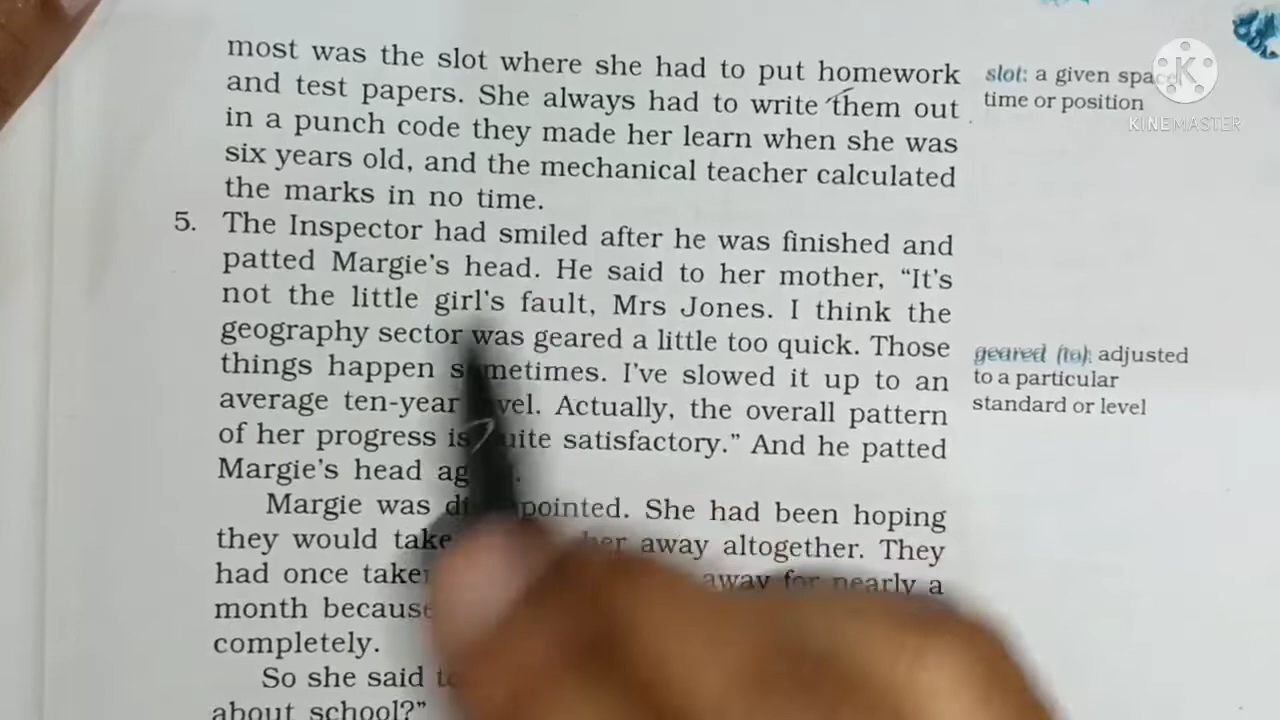 most was the slot where she had to put homework
and test papers. She always had to write them out
in a punch code they made her learn when she was
six years old, and the mechanical teacher calculated
the marks in no time.
5. The Inspector had smiled after he was finished and
patted Margie's head. He said to her mother, “It's
not the little girl's fault, Mrs Jones. I think the
geography sector was geared a little too quick. Those
things happen sometimes. I've slowed it up to an
average ten-year level. Actually, the overall pattern
of her progress is quite satisfactory.” And he patted
Margie's head
Margie was disappointed. She had been hoping
they would take her away altogether. They
had once taken away for nearly a
month because
completely.
So she said
about school?”
slot: a given space
time or position
geared (to): adjusted
to a particular
standard or level
K
KINEMASTER